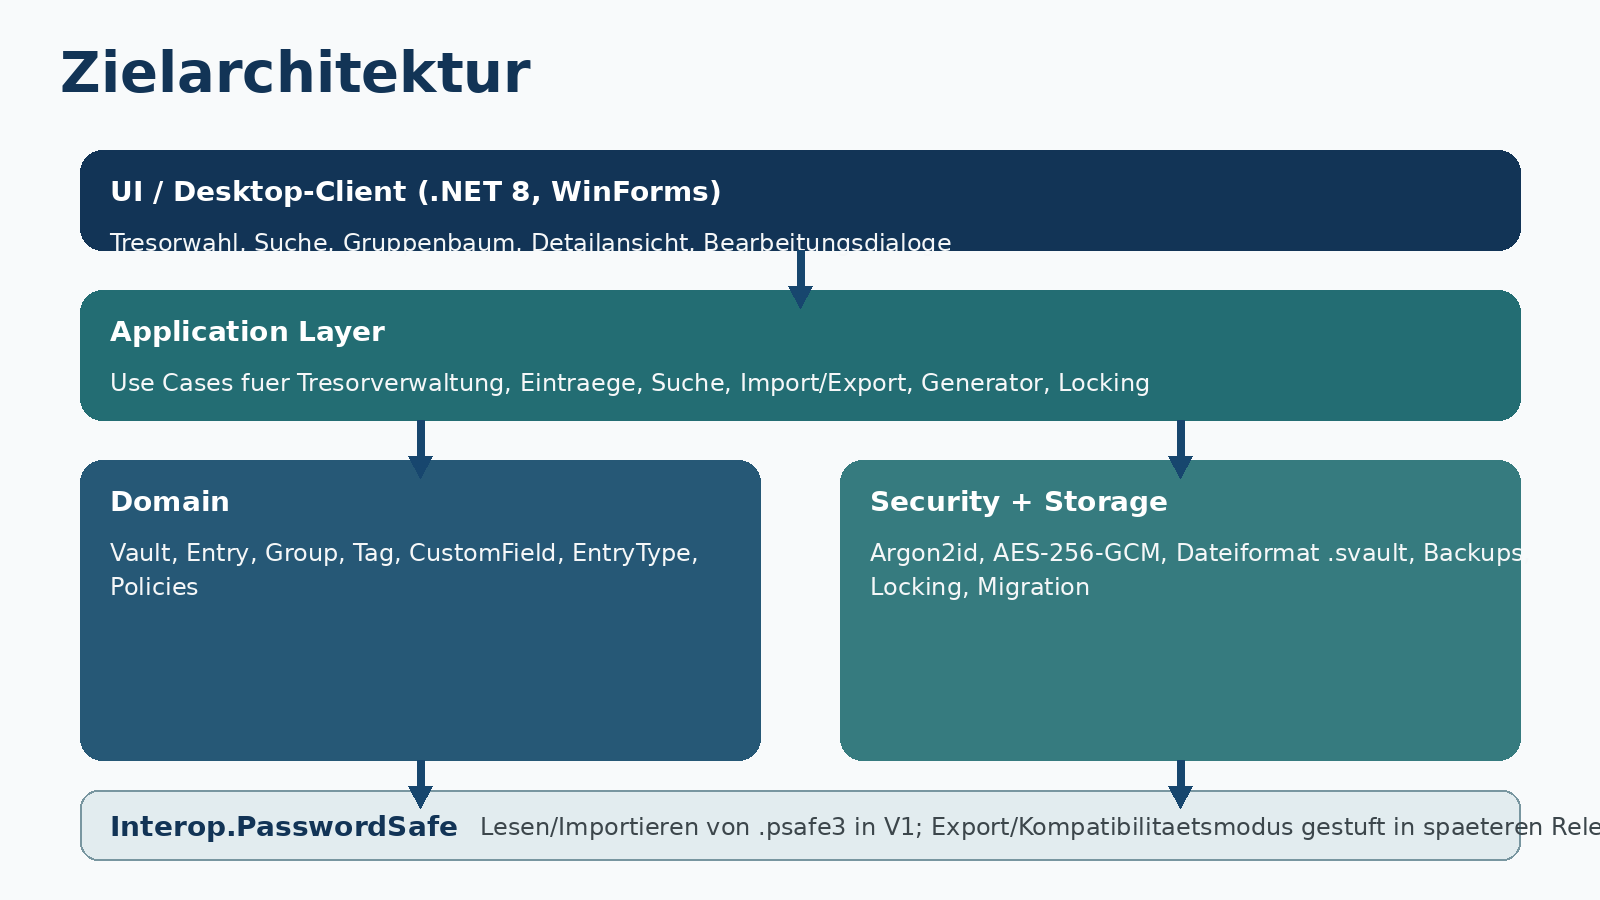 Zielarchitektur
UI / Desktop-Client (.NET 8, WinForms)
Tresorwahl, Suche, Gruppenbaum, Detailansicht, Bearbeitungsdialoge
Application Layer
Use Cases fuer Tresorverwaltung, Eintraege, Suche, Import/Export, Generator, Locking
Domain
Vault, Entry, Group, Tag, CustomField, EntryType,
Policies
Security + Storage
Argon2id, AES-256-GCM, Dateiformat .svault, Backups
Locking, Migration
Interop.PasswordSafe Lesen/Importieren von .psafe3 in V1; Export/Kompatibilitaetsmodus gestuft in spaeteren